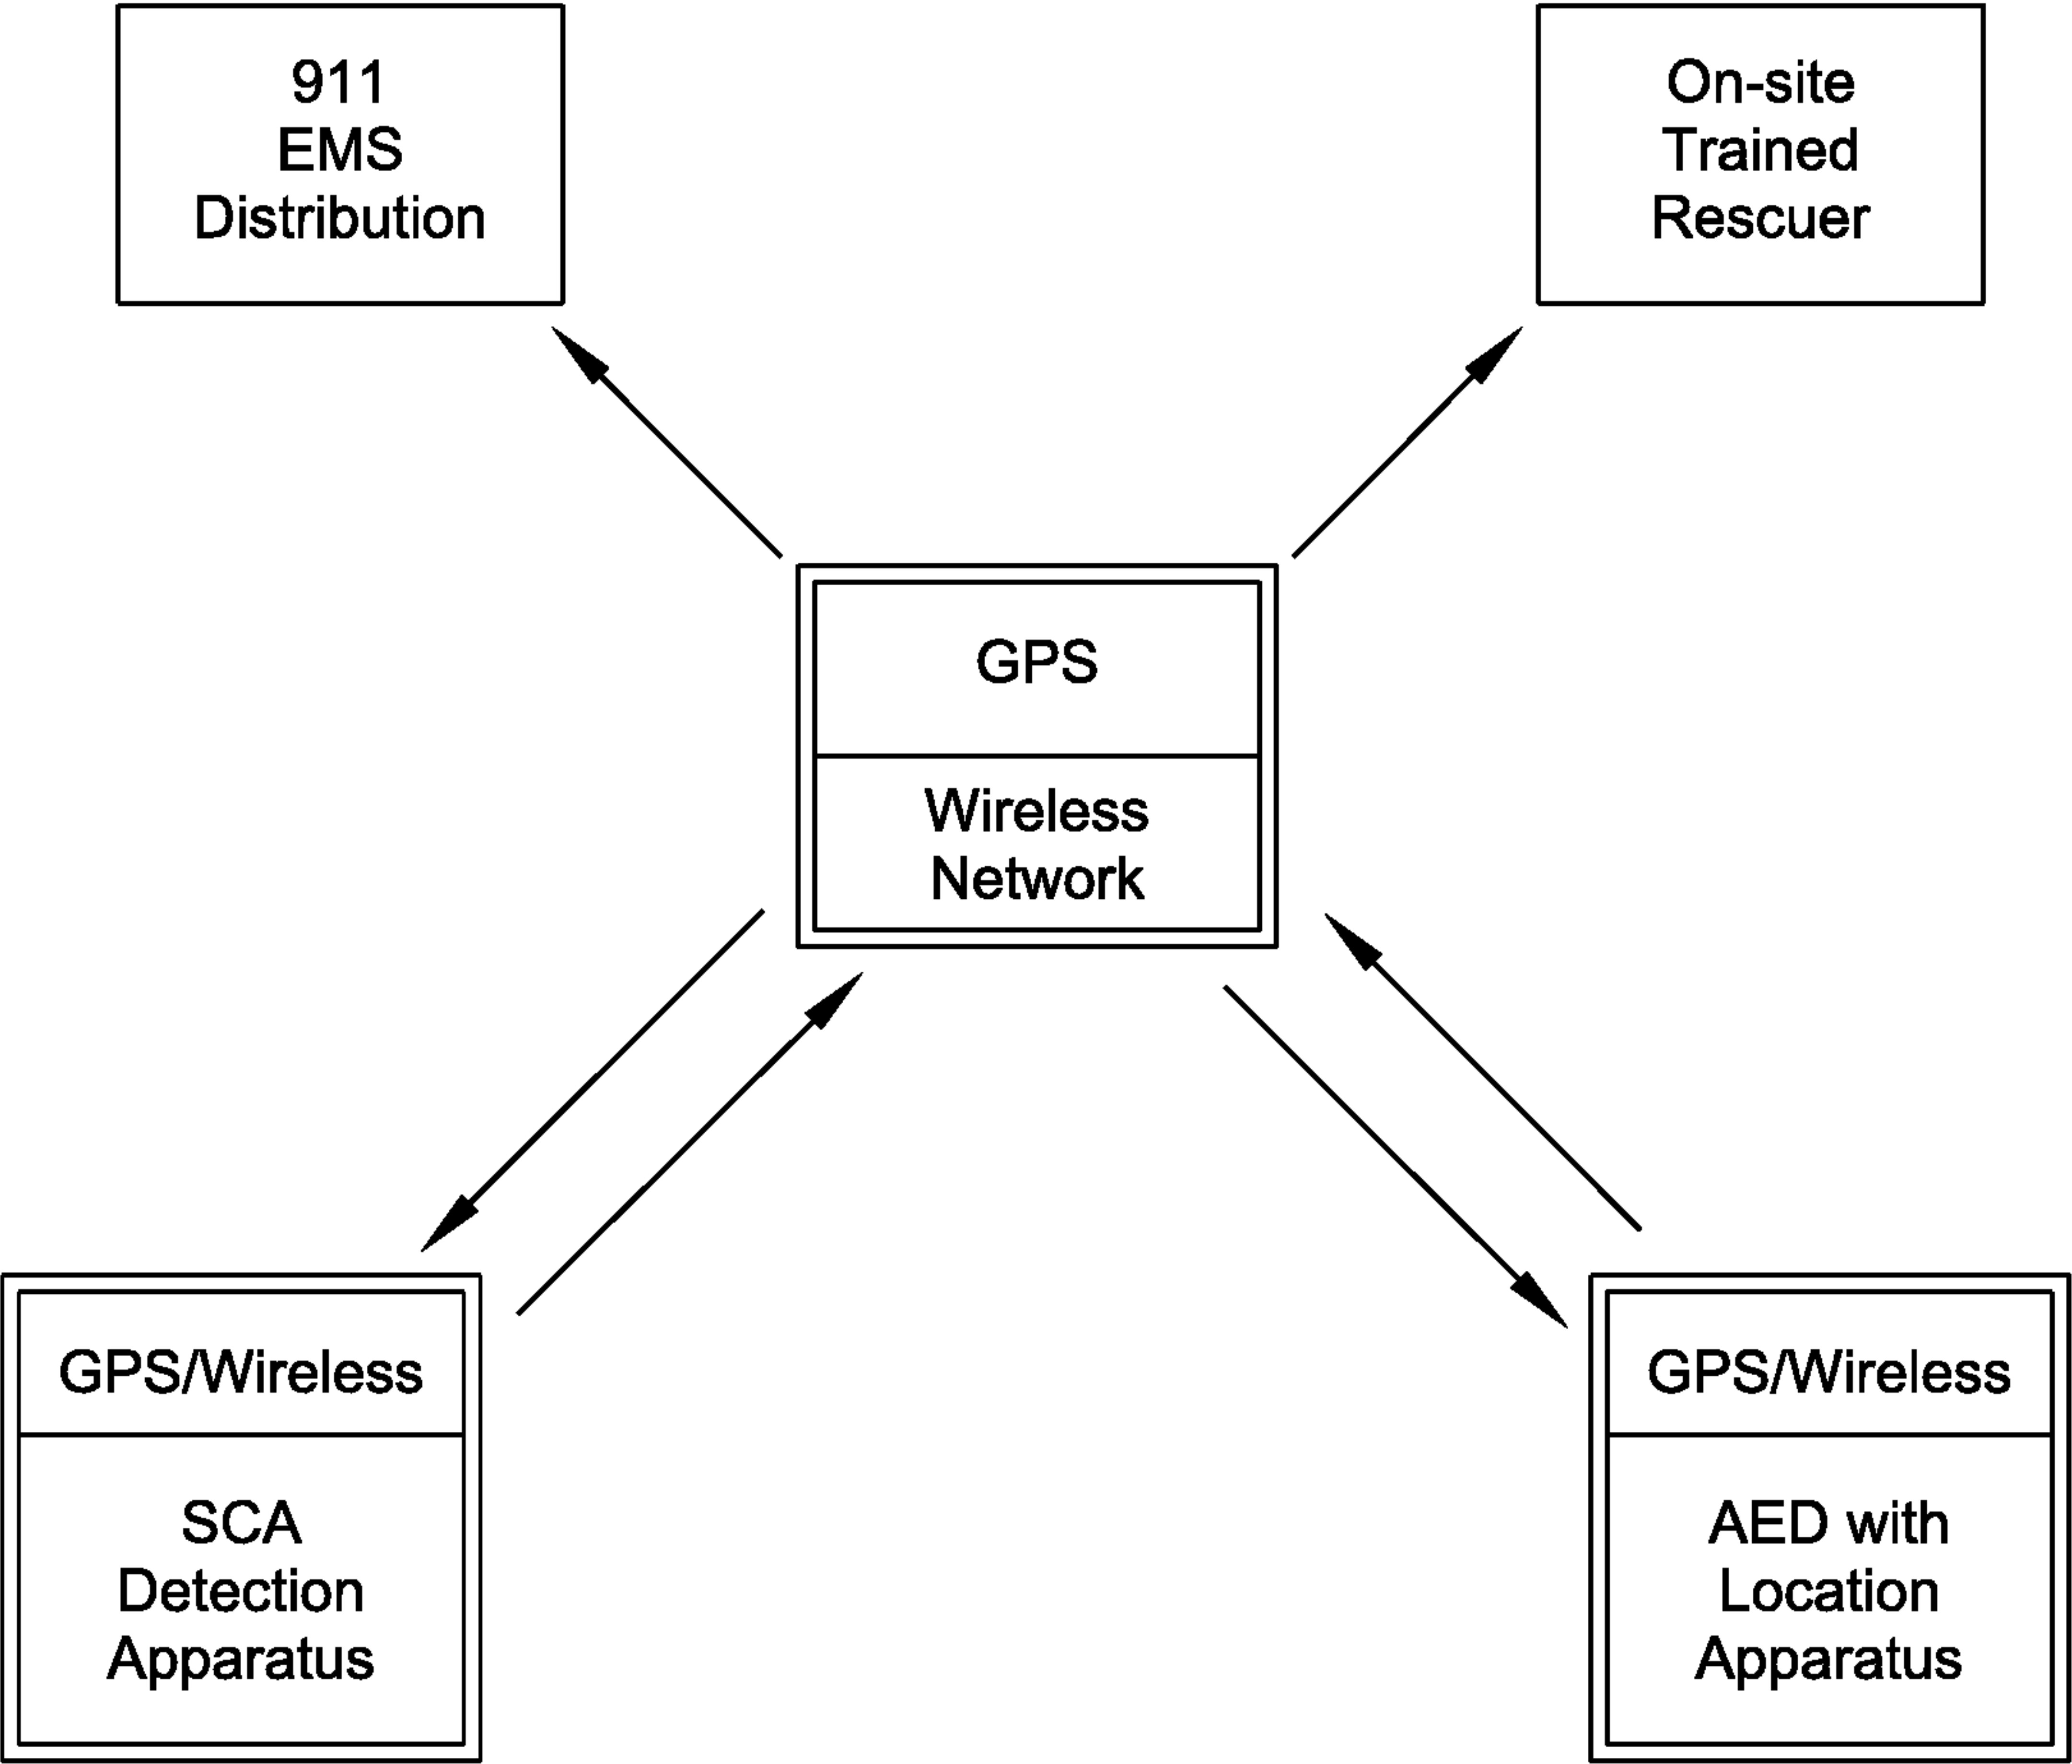 911
EMS
Distribution
On-site
Trained
Rescuer
GPS
Wireless
Network
GPS/Wireless
SCA
Detection
Apparatus
GPS/Wireless
AED with
Location
Apparatus